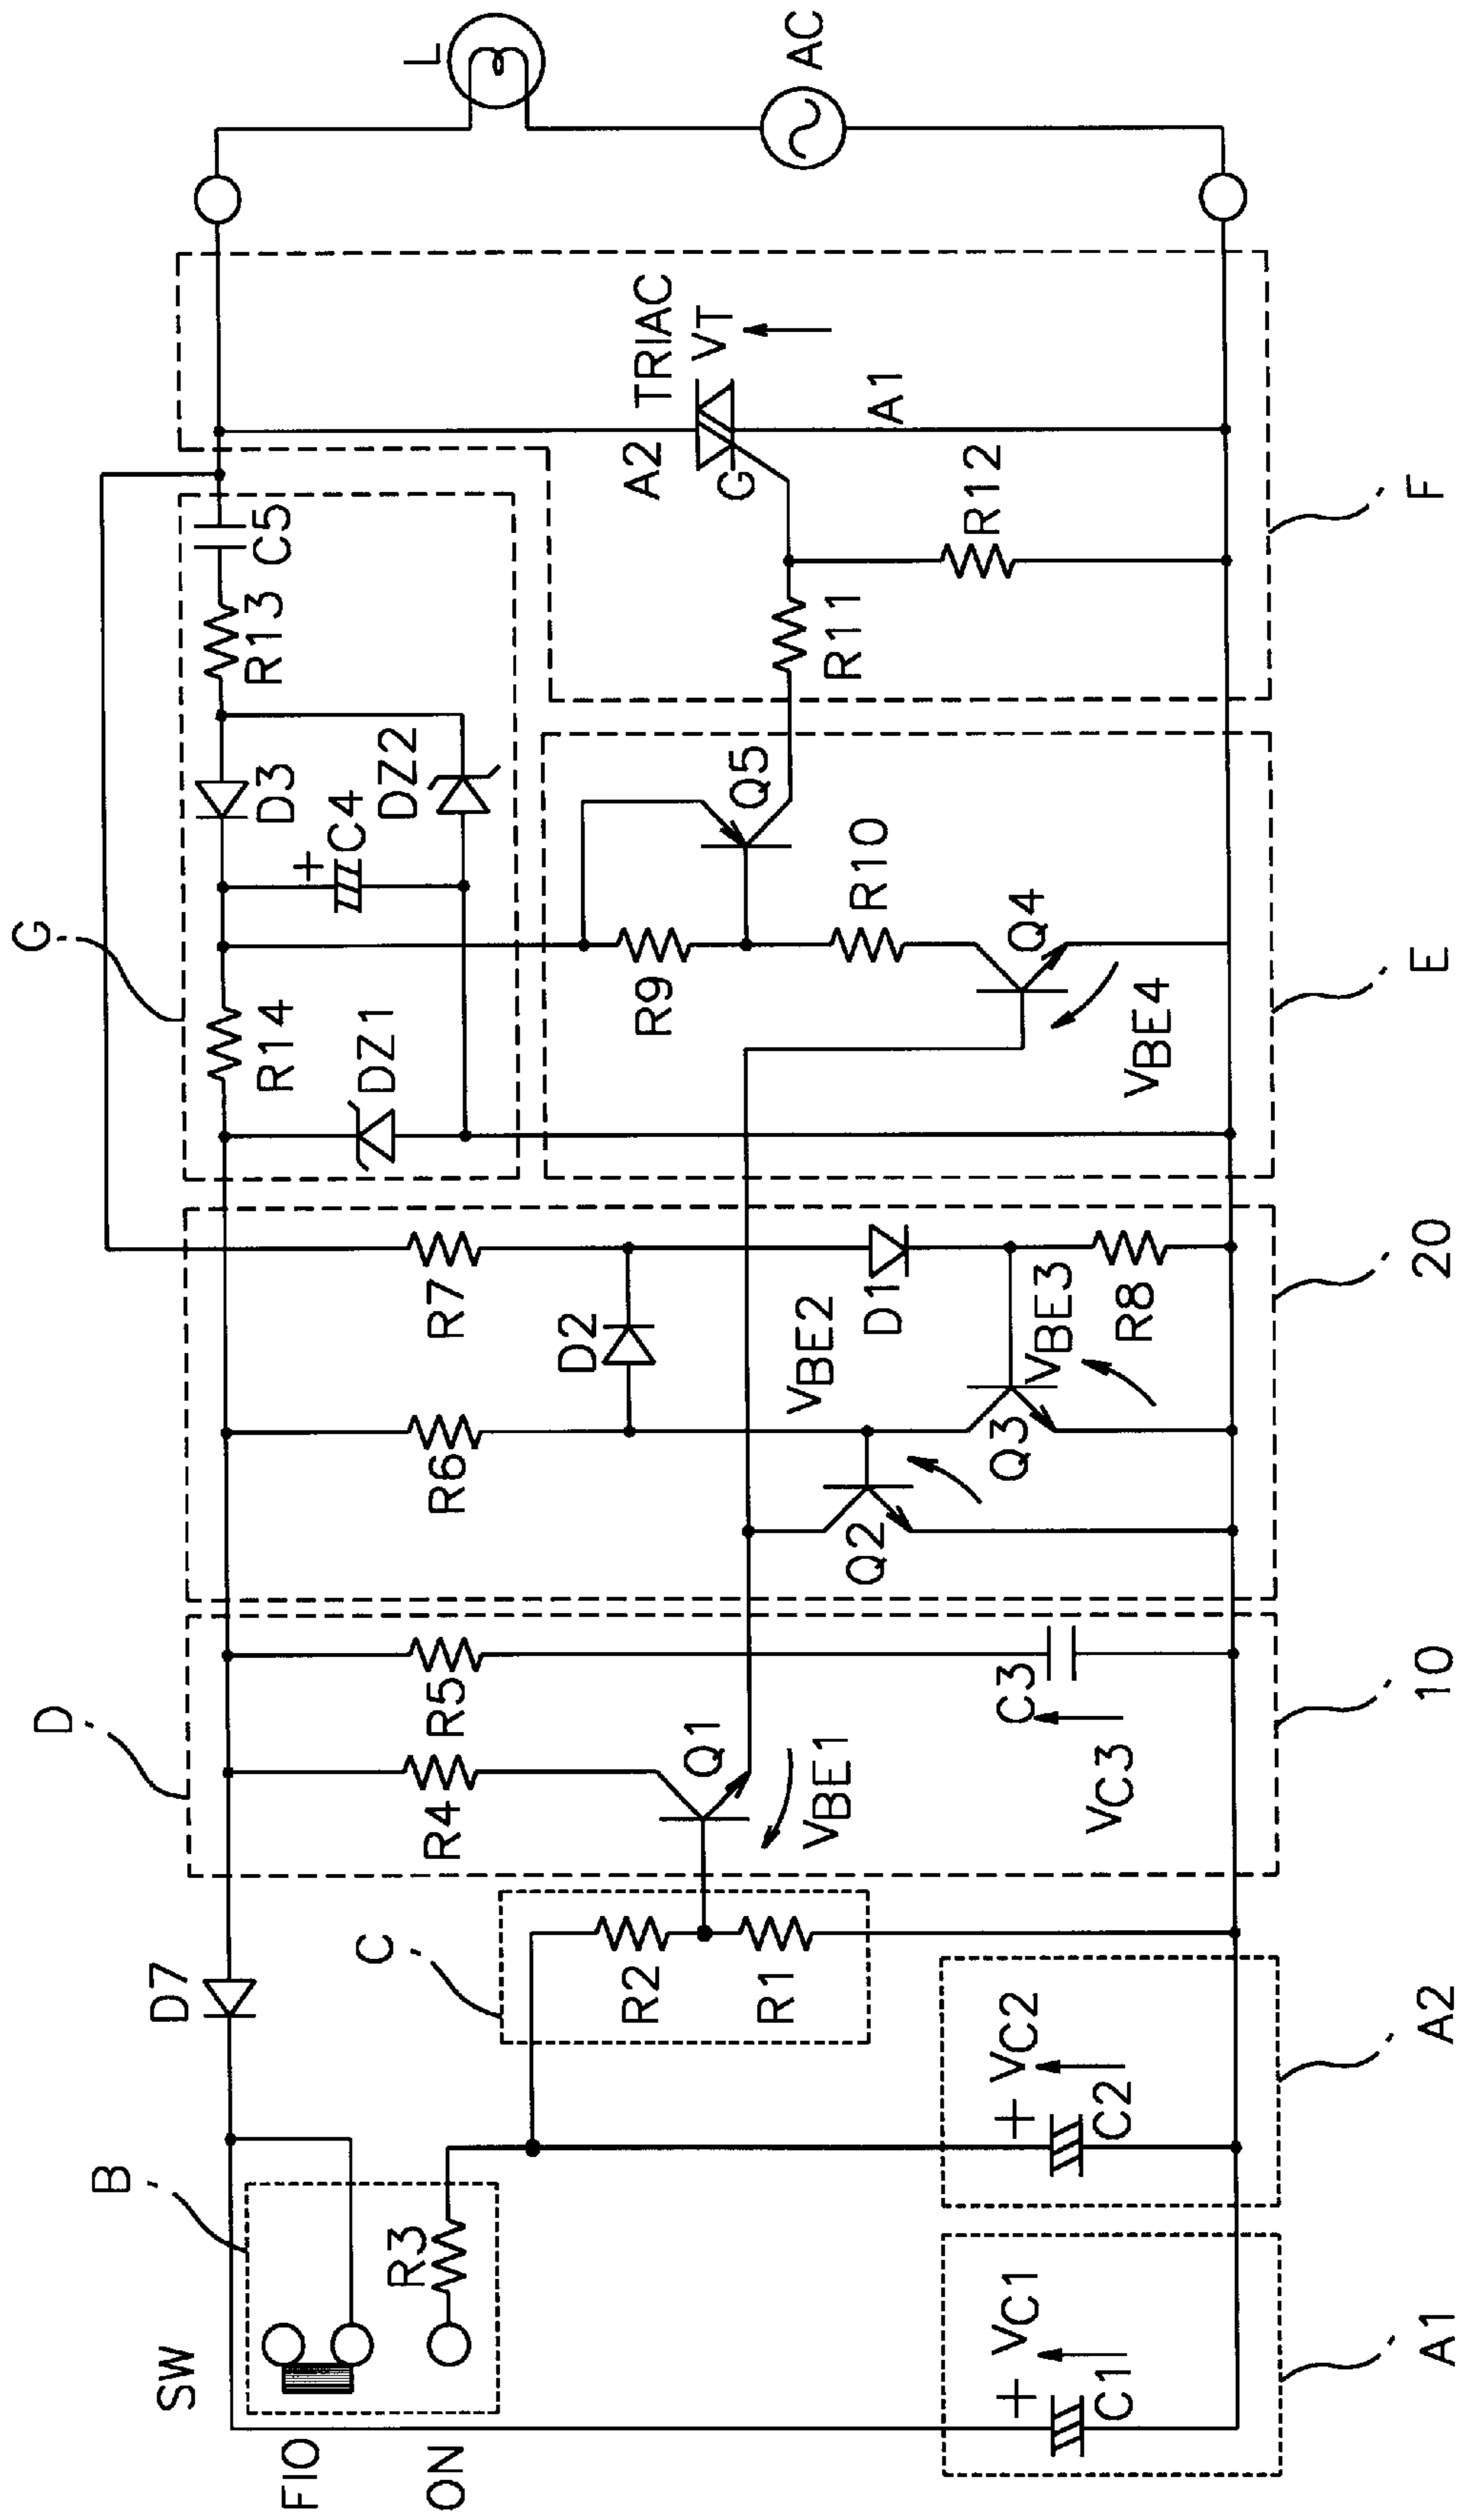 SW
FIO
ON
B
R3
D7
D
G
C
R2
R1
A1
VC1
+
C1
A2
VC2
+
C2
R4
R5
Q1
VBE1
C3
VC3
10
R6
R7
D2
D1
Q2
VBE2
Q3
VBE3
R8
20
R14
DZ1
D3
+
C4
DZ2
R13
C5
R9
Q5
R10
Q4
VBE4
E
R11
R12
A2
G
TRIAC
VT
A1
F
L
AC